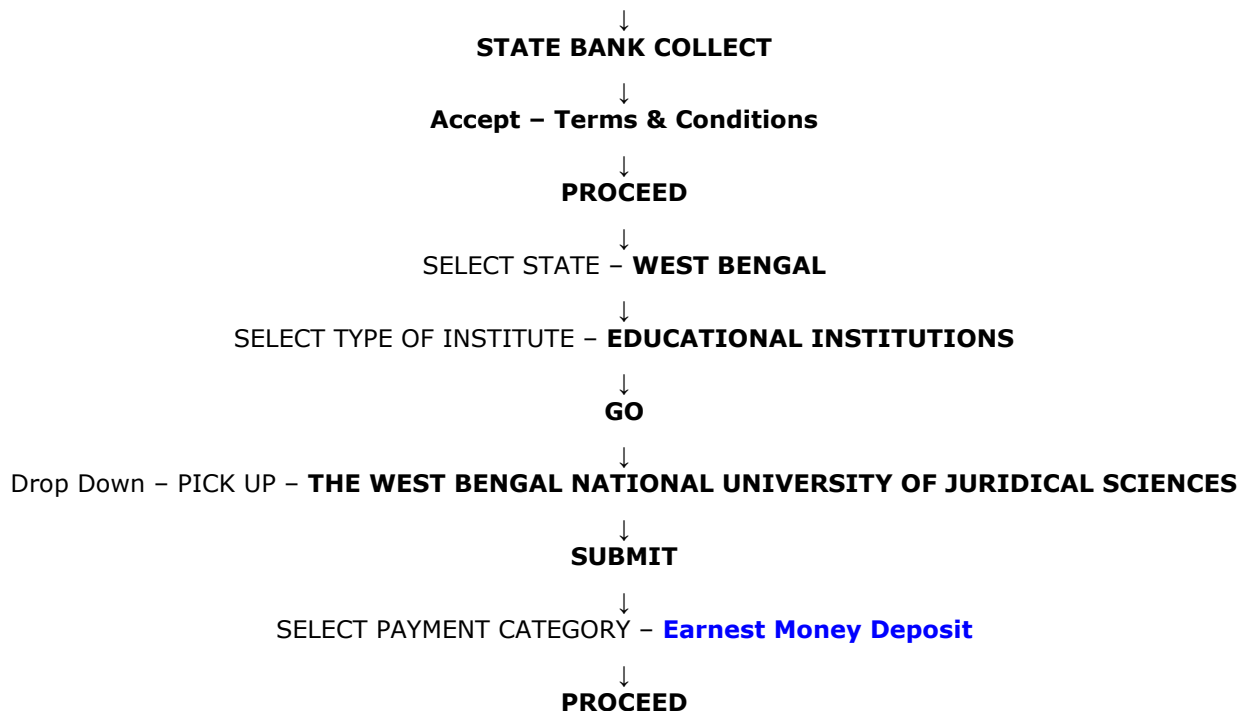 ↓
STATE BANK COLLECT
↓
Accept – Terms & Conditions
↓
PROCEED
↓
SELECT STATE – WEST BENGAL
↓
SELECT TYPE OF INSTITUTE – EDUCATIONAL INSTITUTIONS
↓
GO
↓
Drop Down – PICK UP – THE WEST BENGAL NATIONAL UNIVERSITY OF JURIDICAL SCIENCES
↓
SUBMIT
↓
SELECT PAYMENT CATEGORY – Earnest Money Deposit
↓
PROCEED